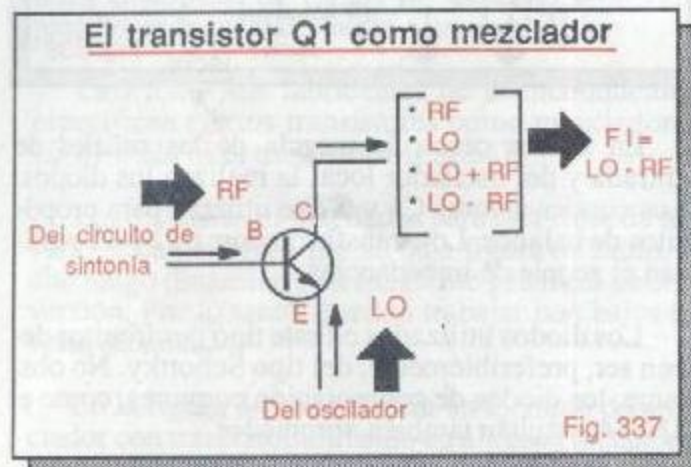 El transistor Q1 como mezclador
RF
Del circuito de
sintonía
B
C
E
LO
Del oscilador
· RF
· LO
· LO + RF
· LO - RF
FI =
LO - RF
Fig. 337